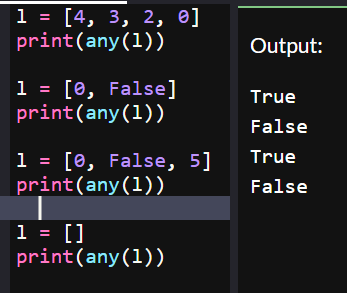 l = [4, 3, 2, 0]
print(any(l))
l = [0, False]
print(any(l))
l = [0, False, 5]
print(any(l))
l = []
print(any(l))
Output:
True
False
True
False